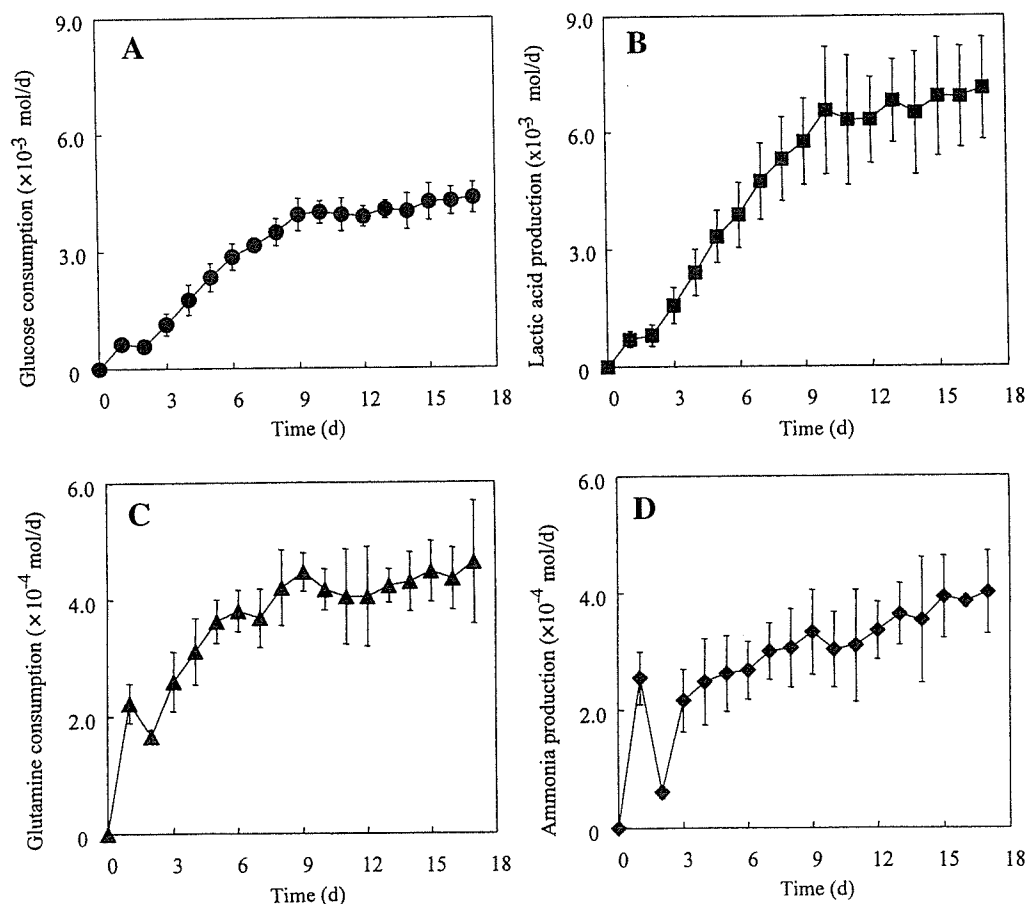 A
Glucose consumption (×10⁻³ mol/d)
9.0
6.0
3.0
0
0 3 6 9 12 15 18
Time (d)
B
Lactic acid production (x10⁻³ mol/d)
9.0
6.0
3.0
0
0 3 6 9 12 15 18
Time (d)
C
Glutamine consumption (×10⁻⁴ mol/d)
6.0
4.0
2.0
0
0 3 6 9 12 15 18
Time (d)
D
Ammonia production (×10⁻⁴ mol/d)
6.0
4.0
2.0
0
0 3 6 9 12 15 18
Time (d)